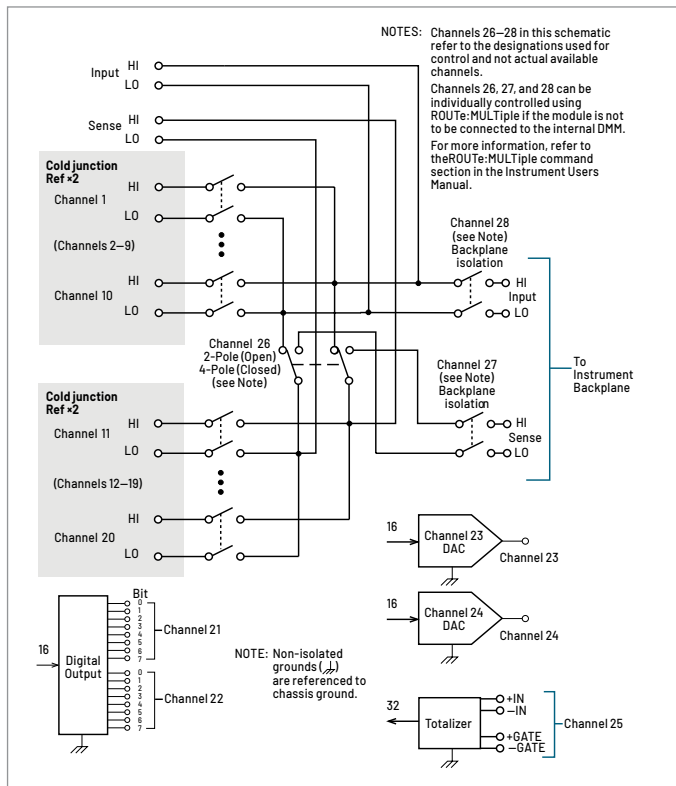 NOTES: Channels 26—28 in this schematic
refer to the designations used for
control and not actual available
channels.
Channels 26, 27, and 28 can be
individually controlled using
ROUTe:MULTiple if the module is not
to be connected to the internal DMM.
For more information, refer to
theROUTe:MULTiple command
section in the Instrument Users
Manual.
Input HI
LO
Sense HI
LO
Cold junction
Ref ×2
HI
Channel 1
LO
(Channels 2—9)
HI
Channel 10
LO
Channel 28
(see Note)
Backplane
isolation
HI
Input
LO
Channel 26
2-Pole (Open)
4-Pole (Closed)
(see Note)
Channel 27
(see Note)
Backplane
isolation
HI
Sense
LO
To
Instrument
Backplane
Cold junction
Ref ×2
HI
Channel 11
LO
(Channels 12—19)
HI
Channel 20
LO
16
Channel 23
DAC
Channel 23
16
Channel 24
DAC
Channel 24
Bit
16
Digital
Output
0
1
2
3
4
5
6
7
Channel 21
0
1
2
3
4
5
6
7
Channel 22
NOTE: Non-isolated
grounds ( )
are referenced to
chassis ground.
32
Totalizer
+IN
—IN
+GATE
—GATE
Channel 25